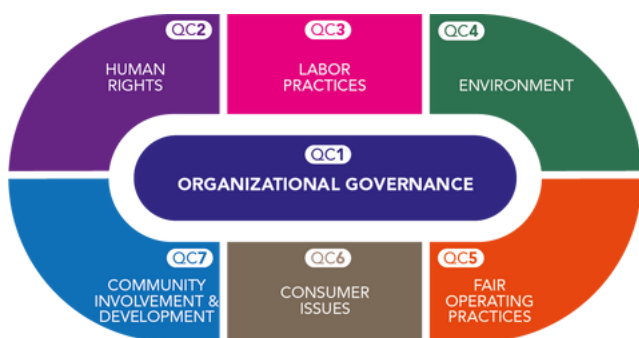 QC2
HUMAN
RIGHTS
QC3
LABOR
PRACTICES
QC4
ENVIRONMENT
QC1
ORGANIZATIONAL GOVERNANCE
QC7
COMMUNITY
INVOLVEMENT &
DEVELOPMENT
QC6
CONSUMER
ISSUES
QC5
FAIR
OPERATING
PRACTICES